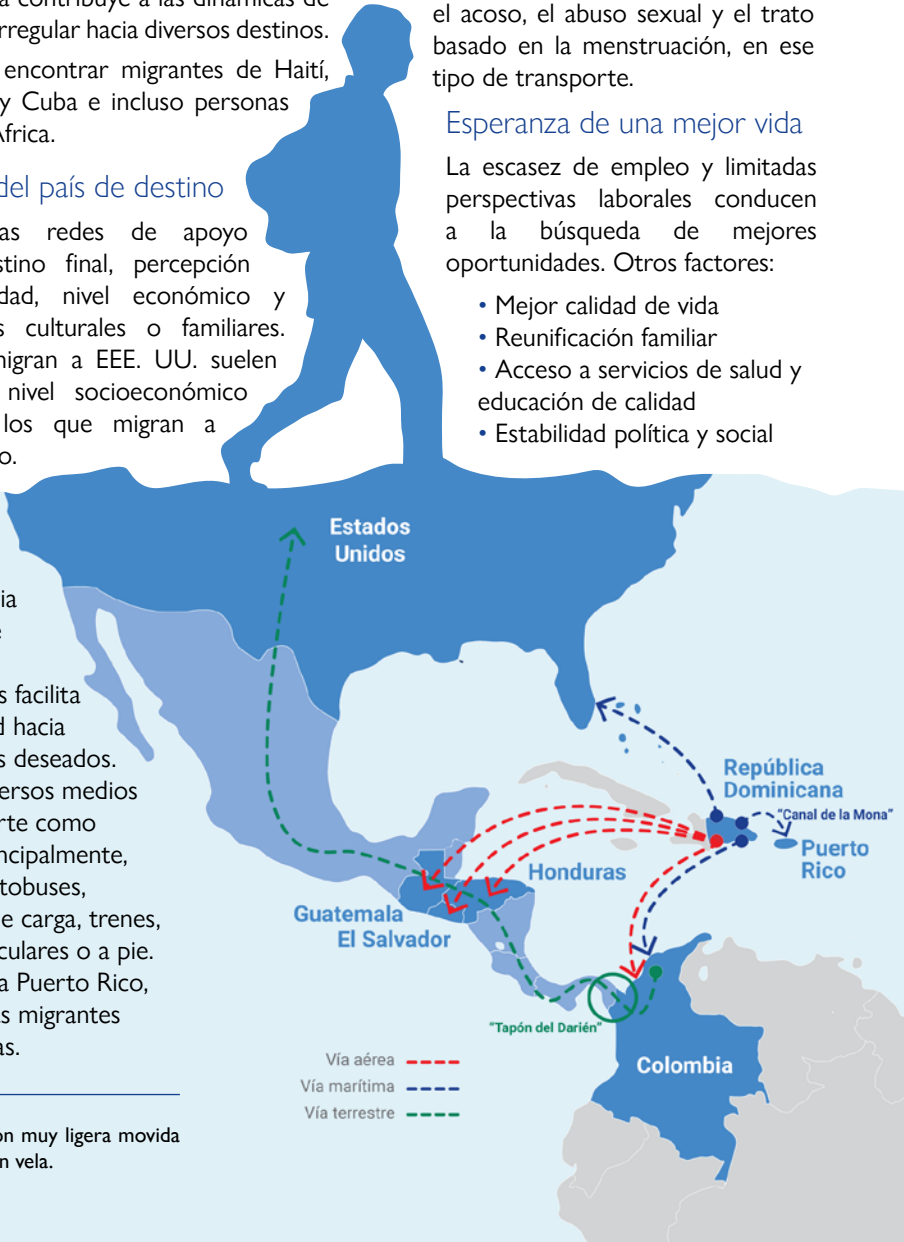 a contribuye a las dinámicas de
rregular hacia diversos destinos.
encontrar migrantes de Haití,
y Cuba e incluso personas
África.
del país de destino
as redes de apoyo
stino final, percepción
dad, nivel económico y
s culturales o familiares.
migran a EEE. UU. suelen
nivel socioeconómico
los que migran a
o.
el acoso, el abuso sexual y el trato
basado en la menstruación, en ese
tipo de transporte.
Esperanza de una mejor vida
La escasez de empleo y limitadas
perspectivas laborales conducen
a la búsqueda de mejores
oportunidades. Otros factores:
• Mejor calidad de vida
• Reunificación familiar
• Acceso a servicios de salud y
educación de calidad
• Estabilidad política y social
ia
e
s facilita
d hacia
s deseados.
ersos medios
rte como
ncipalmente,
tobuses,
e carga, trenes,
culares o a pie.
a Puerto Rico,
as migrantes
as.
on muy ligera movida
n vela.
Estados
Unidos
República
Dominicana
"Canal de la Mona"
Puerto
Rico
Honduras
Guatemala
El Salvador
"Tapón del Darién"
Colombia
Vía aérea
Vía marítima
Vía terrestre